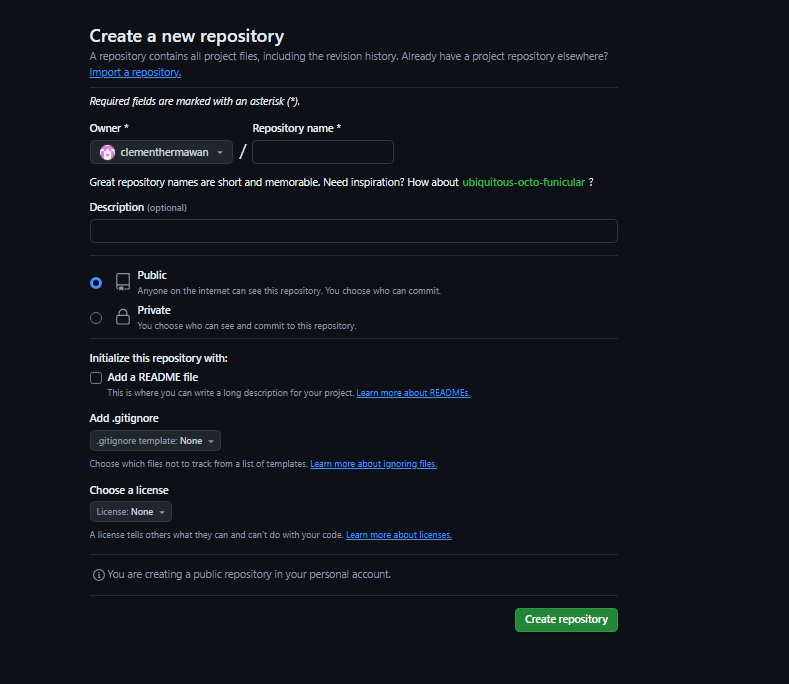 Create a new repository
A repository contains all project files, including the revision history. Already have a project repository elsewhere?
Import a repository.
Required fields are marked with an asterisk (*).
Owner * Repository name *
clementhermawan /
Great repository names are short and memorable. Need inspiration? How about ubiquitous-octo-funicular ?
Description (optional)
Public
Anyone on the internet can see this repository. You choose who can commit.
Private
You choose who can see and commit to this repository.
Initialize this repository with:
Add a README file
This is where you can write a long description for your project. Learn more about READMEs.
Add .gitignore
.gitignore template: None
Choose which files not to track from a list of templates. Learn more about ignoring files.
Choose a license
License: None
A license tells others what they can and can't do with your code. Learn more about licenses.
You are creating a public repository in your personal account.
Create repository